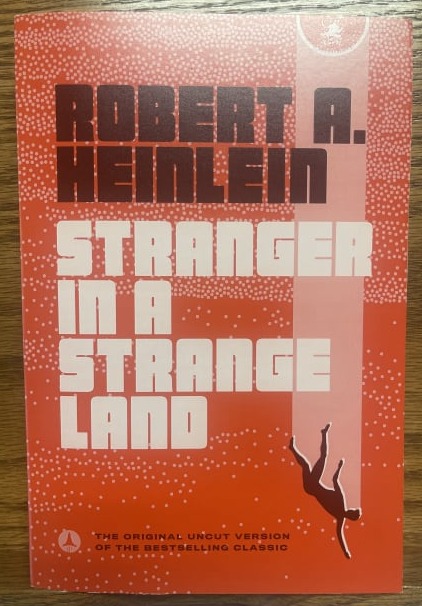 ROBERT A.
HEINLEIN
STRANGER
IN A
STRANGE
LAND
THE ORIGINAL UNCUT VERSION
OF THE BESTSELLING CLASSIC